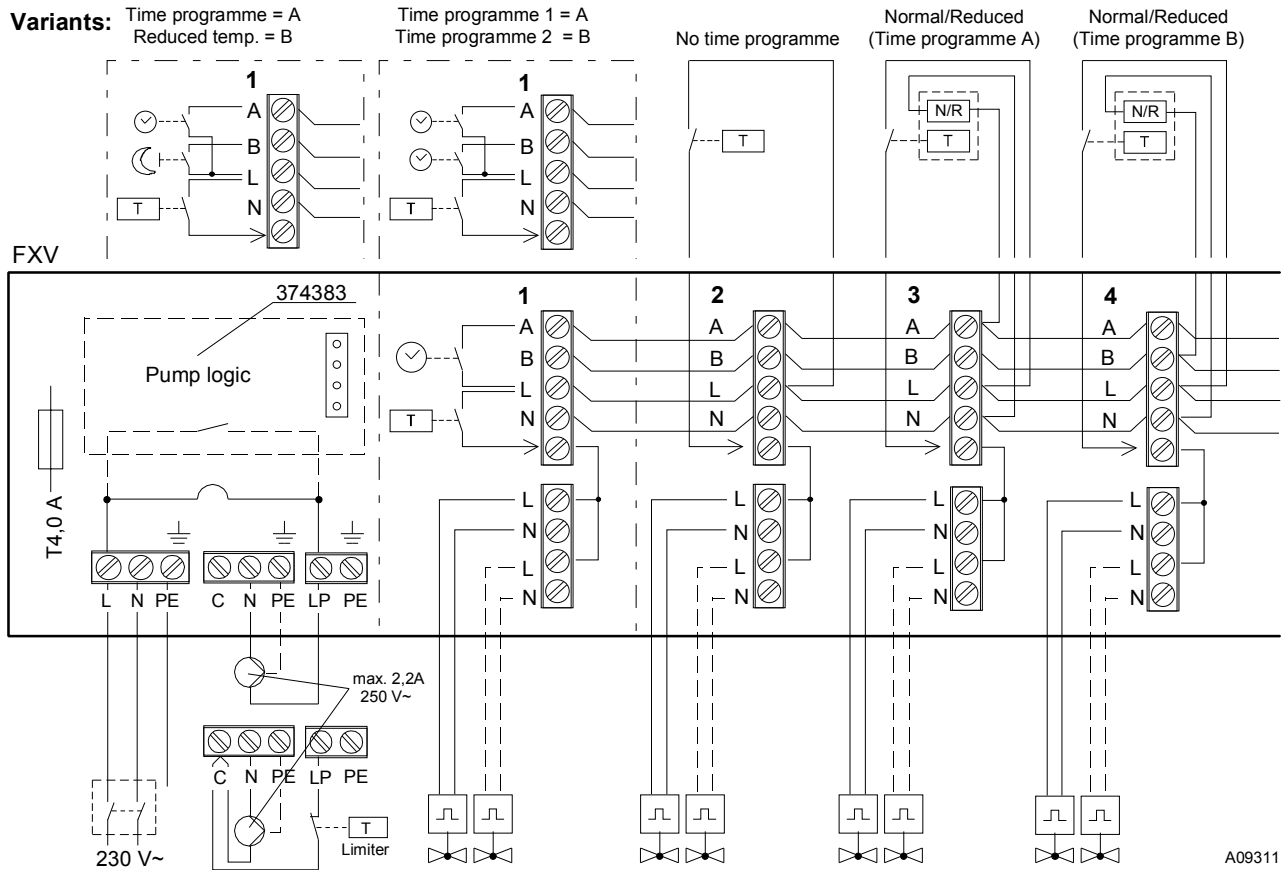 Variants:
Time programme = A
Reduced temp. = B
Time programme 1 = A
Time programme 2 = B
No time programme
Normal/Reduced
(Time programme A)
Normal/Reduced
(Time programme B)
1
A
B
L
N
T
1
A
B
L
N
T
T
N/R
T
N/R
T
FXV
374383
Pump logic
T4,0 A
1
A
B
L
N
T
L
N
L
N
2
A
B
L
N
L
N
L
N
3
A
B
L
N
L
N
L
N
4
A
B
L
N
L
N
L
N
L N PE C N PE LP PE
max. 2,2A
250 V~
C N PE LP PE
T
Limiter
230 V~
A09311